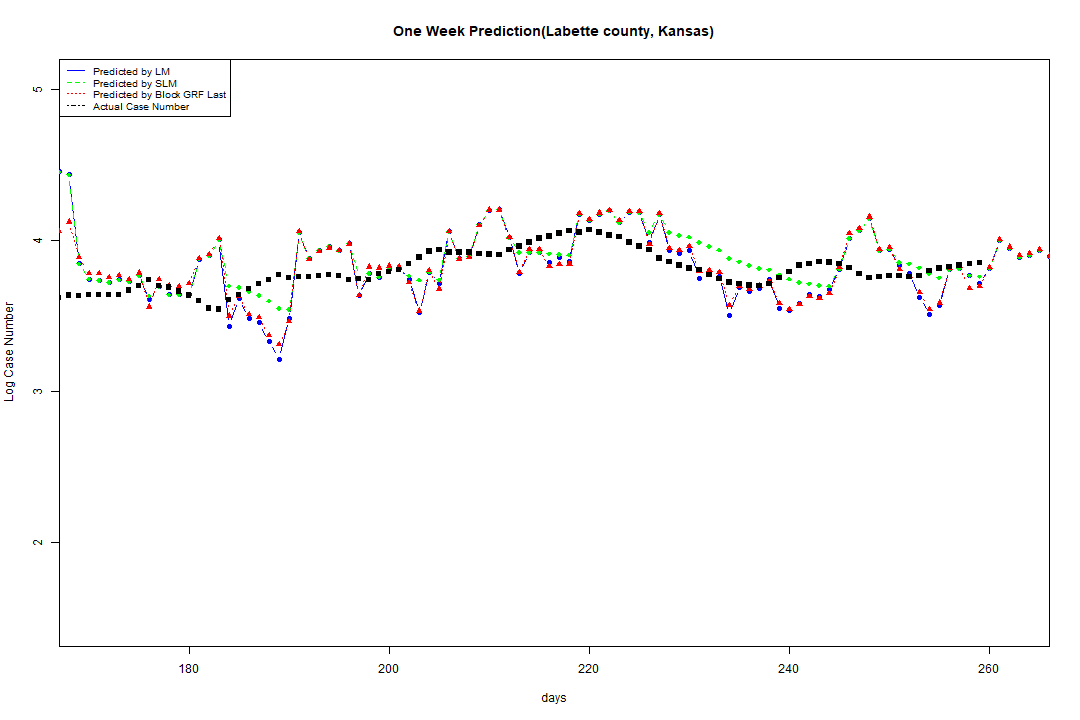 One Week Prediction(Labette county, Kansas)
Predicted by LM
Predicted by SLM
Predicted by Block GRF Last
Actual Case Number
5
4
3
2
Log Case Number
180 200 220 240 260
days